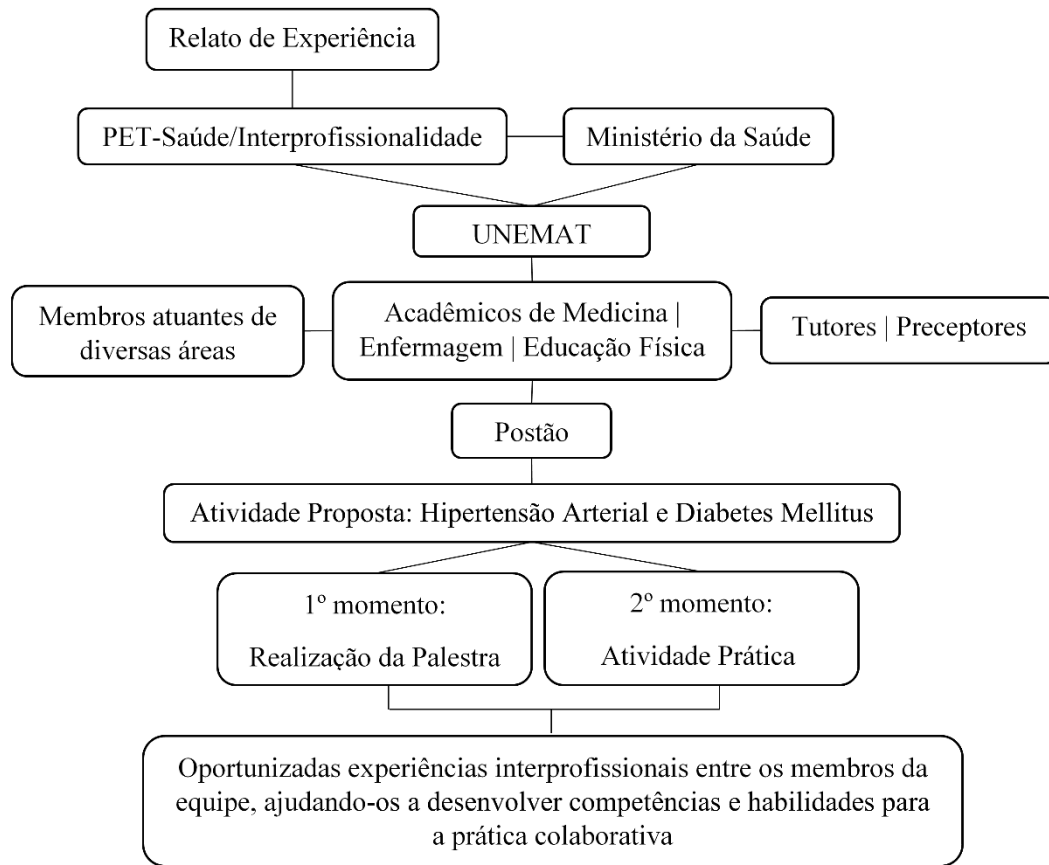 Relato de Experiência
PET-Saúde/Interprofissionalidade
Ministério da Saúde
UNEMAT
Membros atuantes de
diversas áreas
Acadêmicos de Medicina |
Enfermagem | Educação Física
Tutores | Preceptores
Postão
Atividade Proposta: Hipertensão Arterial e Diabetes Mellitus
1º momento:
Realização da Palestra
2º momento:
Atividade Prática
Oportunizadas experiências interprofissionais entre os membros da
equipe, ajudando-os a desenvolver competências e habilidades para
a prática colaborativa